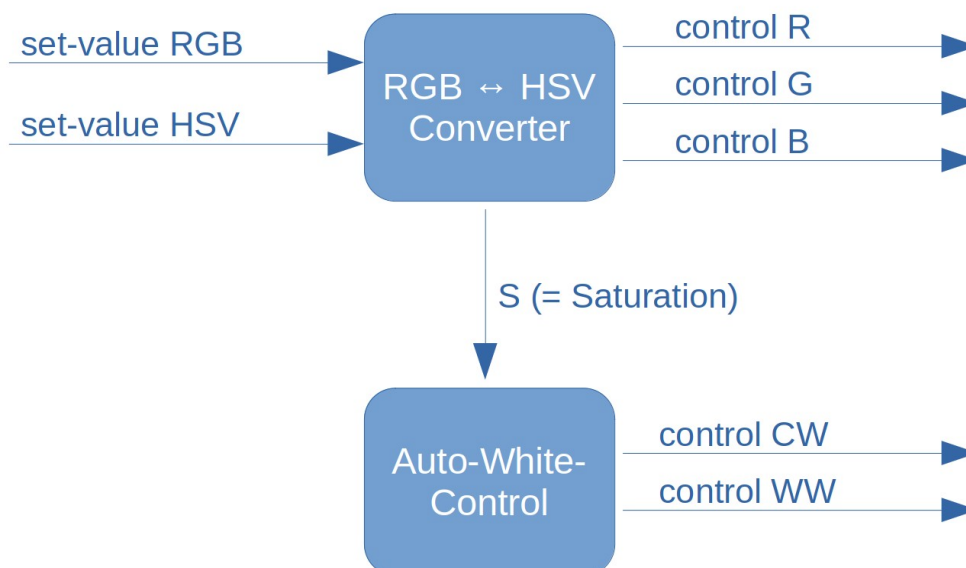 set-value RGB
set-value HSV
RGB ↔ HSV
Converter
control R
control G
control B
S (= Saturation)
Auto-White-
Control
control CW
control WW